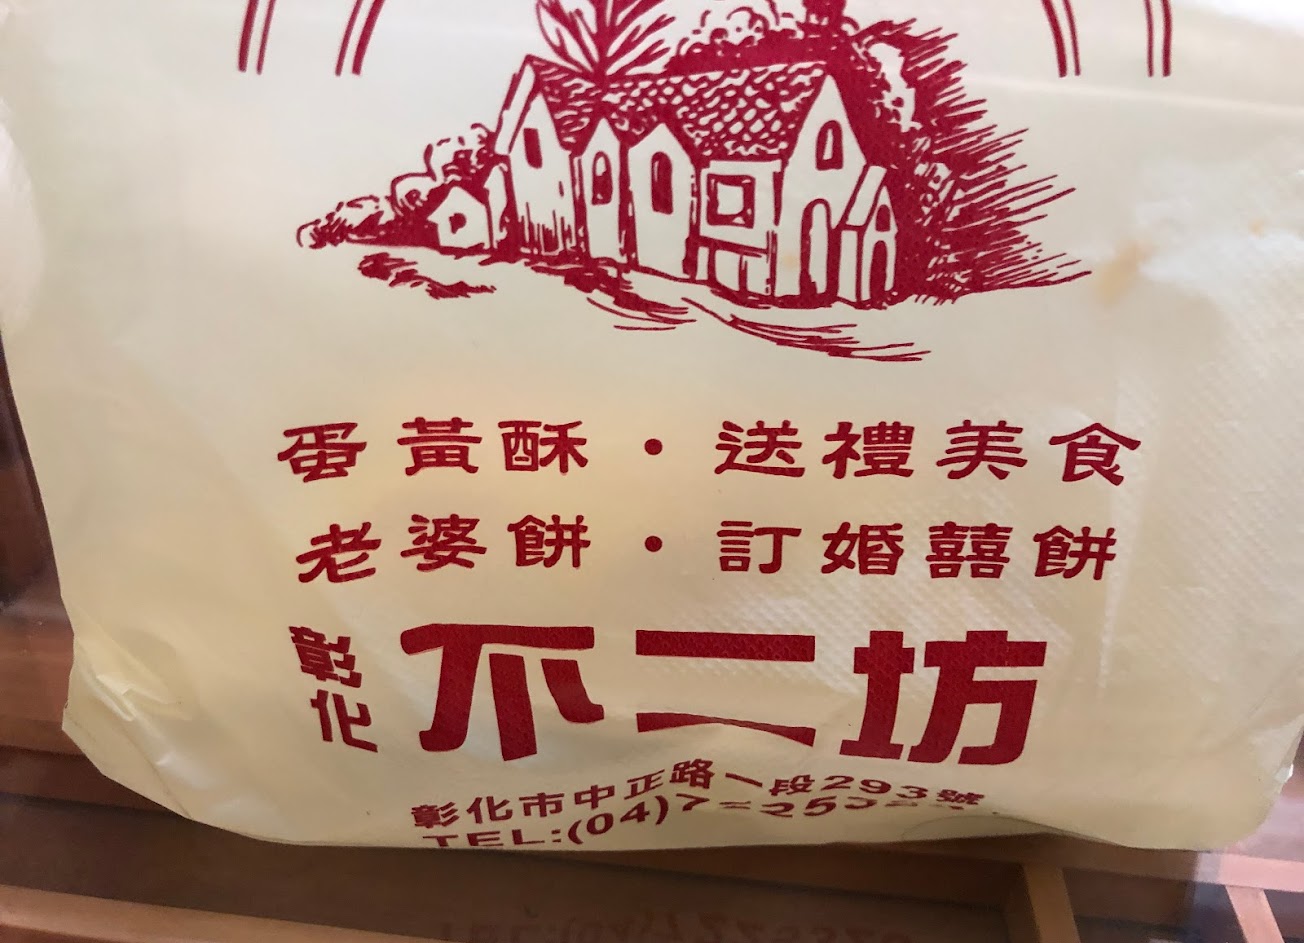 蛋黃酥・送禮美食
老婆餅・訂婚囍餅
彰化
不二坊
彰化市中正路一段293號
TEL:(04)